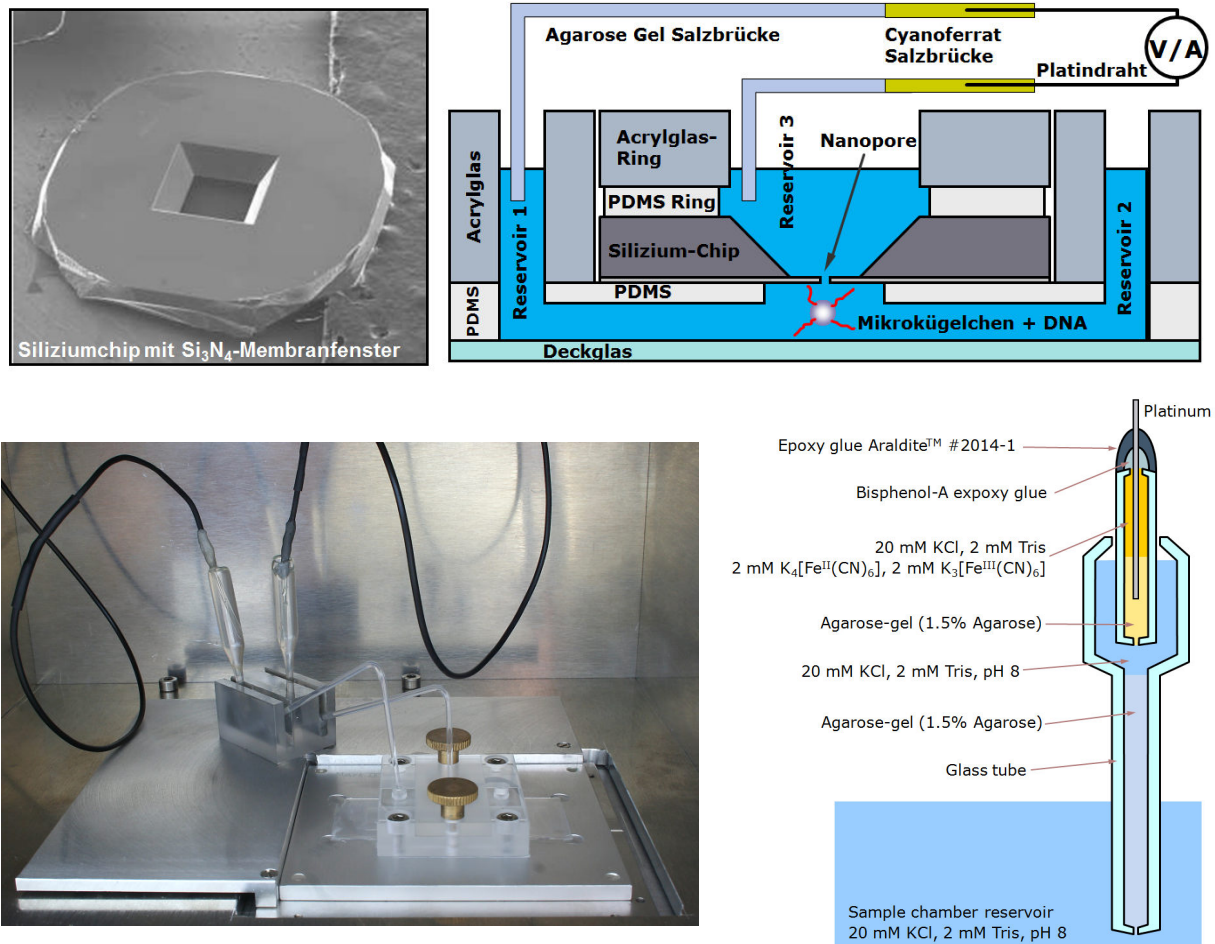 Siliziumchip mit Si₃N₄-Membranfenster
Agarose Gel Salzbrücke
Cyanoferrat
Salzbrücke
Platindraht
V/A
Nanopore
Acrylglas
Reservoir 1
Acrylglas-
Ring
Reservoir 3
PDMS Ring
Silizium-Chip
Reservoir 2
PDMS
PDMS
Mikrokügelchen + DNA
Deckglas
Platinum
Epoxy glue Araldite™ #2014-1
Bisphenol-A expoxy glue
20 mM KCl, 2 mM Tris
2 mM K₄[Feᴵᴵ(CN)₆], 2 mM K₃[Feᴵᴵᴵ(CN)₆]
Agarose-gel (1.5% Agarose)
20 mM KCl, 2 mM Tris, pH 8
Agarose-gel (1.5% Agarose)
Glass tube
Sample chamber reservoir
20 mM KCl, 2 mM Tris, pH 8